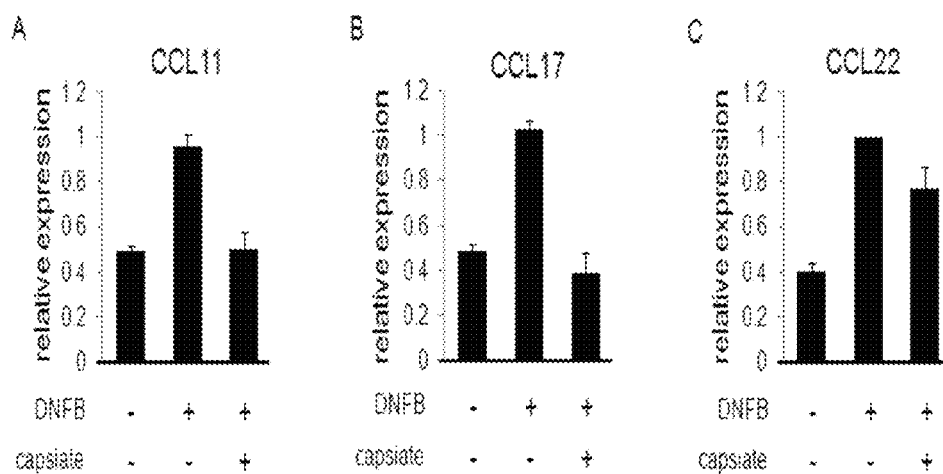 A
CCL11
relative expression
1.2
1
0.8
0.6
0.4
0.2
0
DNFB - + +
capsiate - - +
B
CCL17
relative expression
1.2
1
0.8
0.6
0.4
0.2
0
DNFB - + +
capsiate - - +
C
CCL22
relative expression
1.2
1
0.8
0.6
0.4
0.2
0
DNFB - + +
capsiate - - +